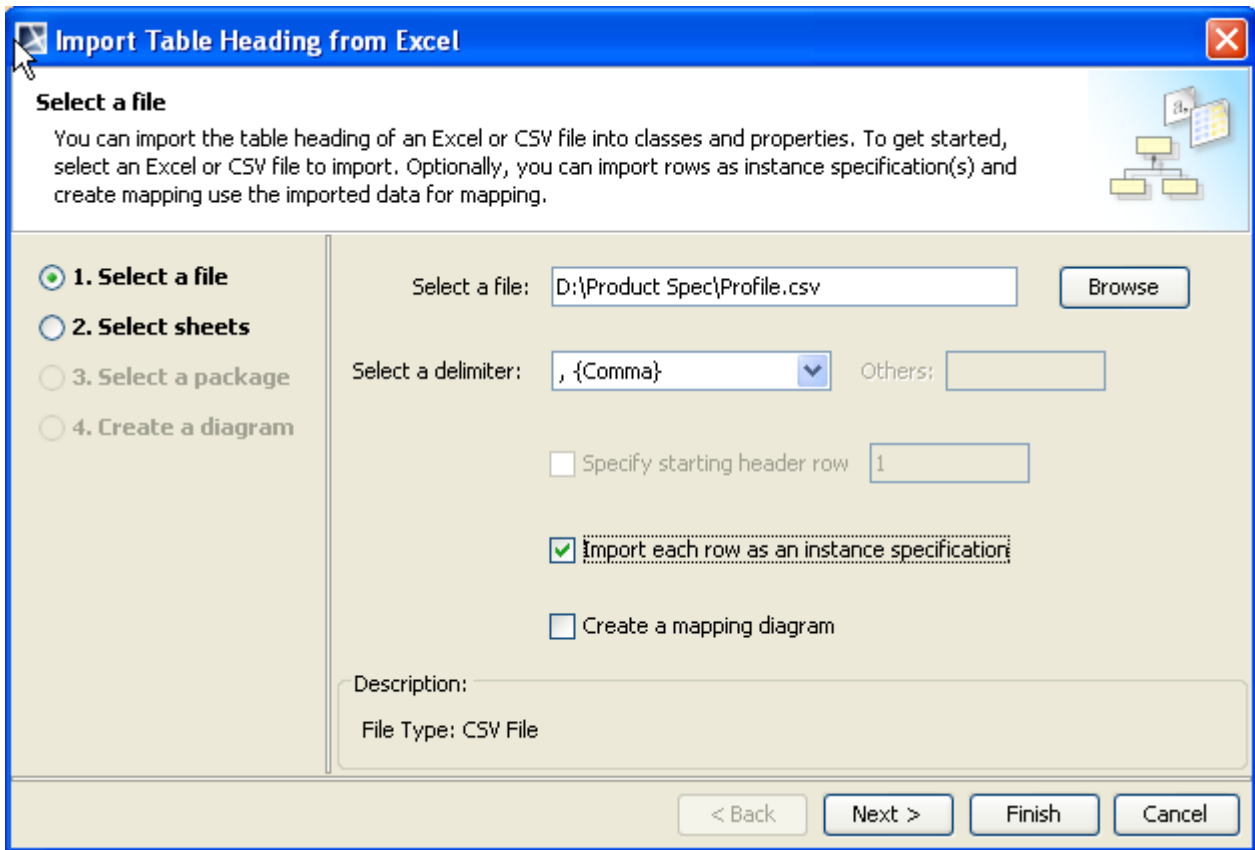 Import Table Heading from Excel
Select a file
You can import the table heading of an Excel or CSV file into classes and properties. To get started,
select an Excel or CSV file to import. Optionally, you can import rows as instance specification(s) and
create mapping use the imported data for mapping.
a,
1. Select a file
2. Select sheets
3. Select a package
4. Create a diagram
Select a file: D:\Product Spec\Profile.csv Browse
Select a delimiter: , {Comma} Others:
Specify starting header row 1
Import each row as an instance specification
Create a mapping diagram
Description:
File Type: CSV File
< Back Next > Finish Cancel